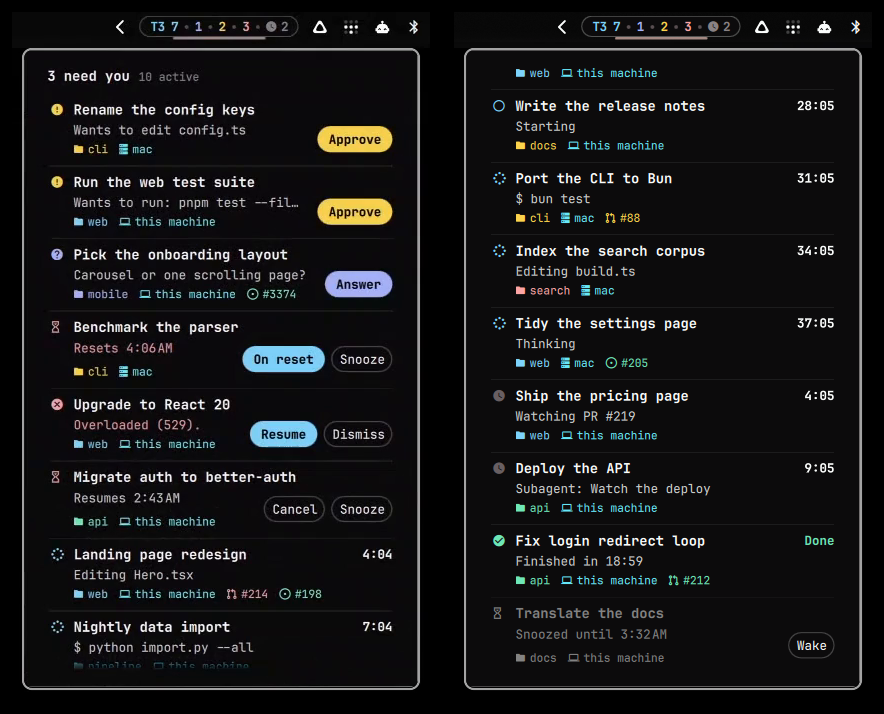 T3 7 · 1 · 2 · 3 · 2
3 need you 10 active
Rename the config keys
Wants to edit config.ts
Approve
cli mac
Run the web test suite
Wants to run: pnpm test --fil…
Approve
web this machine
Pick the onboarding layout
Carousel or one scrolling page?
Answer
mobile this machine #3374
Benchmark the parser
Resets 4:06AM
On reset Snooze
cli mac
Upgrade to React 20
Overloaded (529).
Resume Dismiss
web this machine
Migrate auth to better-auth
Resumes 2:43AM
Cancel Snooze
api this machine
Landing page redesign 4:04
Editing Hero.tsx
web this machine #214 #198
Nightly data import 7:04
$ python import.py --all
pipeline this machine
T3 7 · 1 · 2 · 3 · 2
web this machine
Write the release notes 28:05
Starting
docs this machine
Port the CLI to Bun 31:05
$ bun test
cli mac #88
Index the search corpus 34:05
Editing build.ts
search mac
Tidy the settings page 37:05
Thinking
web mac #205
Ship the pricing page 4:05
Watching PR #219
web this machine
Deploy the API 9:05
Subagent: Watch the deploy
api this machine
Fix login redirect loop Done
Finished in 18:59
api this machine #212
Translate the docs
Snoozed until 3:32AM
Wake
docs this machine